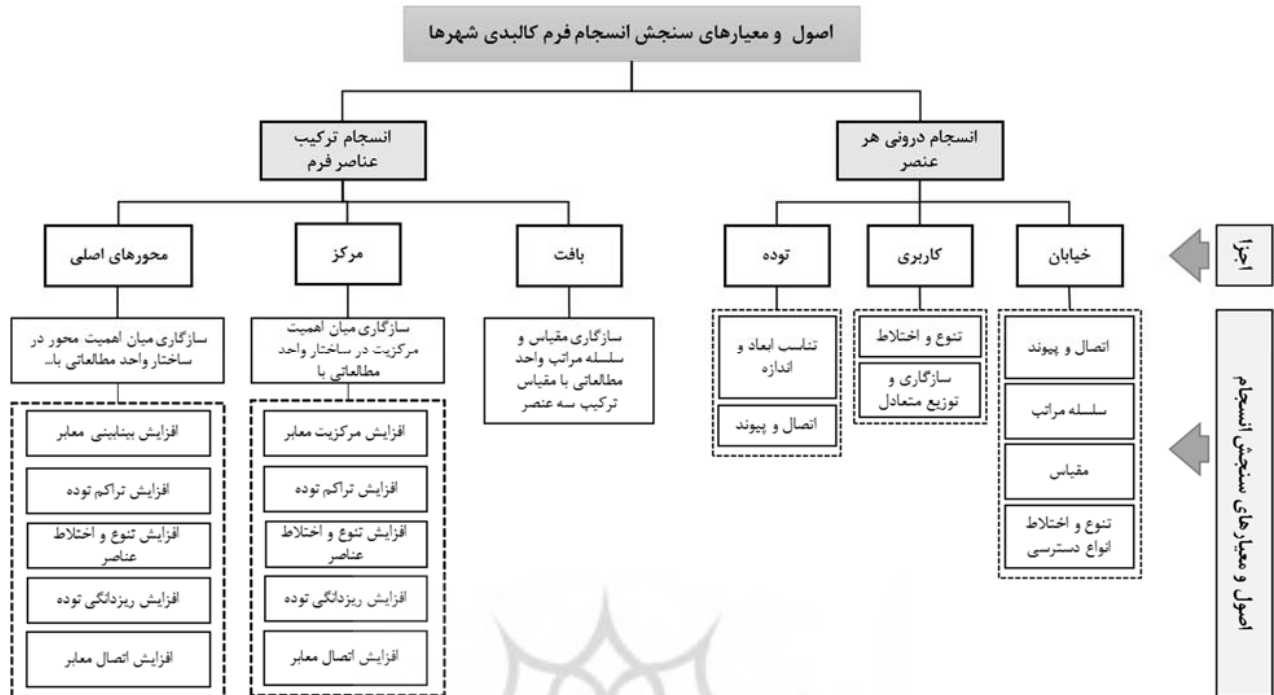 اصول و معیارهای سنجش انسجام فرم کالبدی شهرها
انسجام درونی هر
عنصر
انسجام ترکیب
عناصر فرم
اجزا
خیابان
کاربری
توده
بافت
مرکز
محورهای اصلی
اصول و معیارهای سنجش انسجام
اتصال و پیوند
سلسله مراتب
مقیاس
تنوع و اختلاط
انواع دسترسی
تنوع و اختلاط
سازگاری و
توزیع متعادل
تناسب ابعاد و
اندازه
اتصال و پیوند
سازگاری مقیاس و
سلسله مراتب واحد
مطالعاتی با مقیاس
ترکیب سه عنصر
سازگاری میان اهمیت
مرکزیت در ساختار واحد
مطالعاتی با
افزایش مرکزیت معابر
افزایش تراکم توده
افزایش تنوع و اختلاط
عناصر
افزایش ریزدانگی توده
افزایش اتصال معابر
سازگاری میان اهمیت محور در
ساختار واحد مطالعاتی با...
افزایش بینابینی معابر
افزایش تراکم توده
افزایش تنوع و اختلاط
عناصر
افزایش ریزدانگی توده
افزایش اتصال معابر